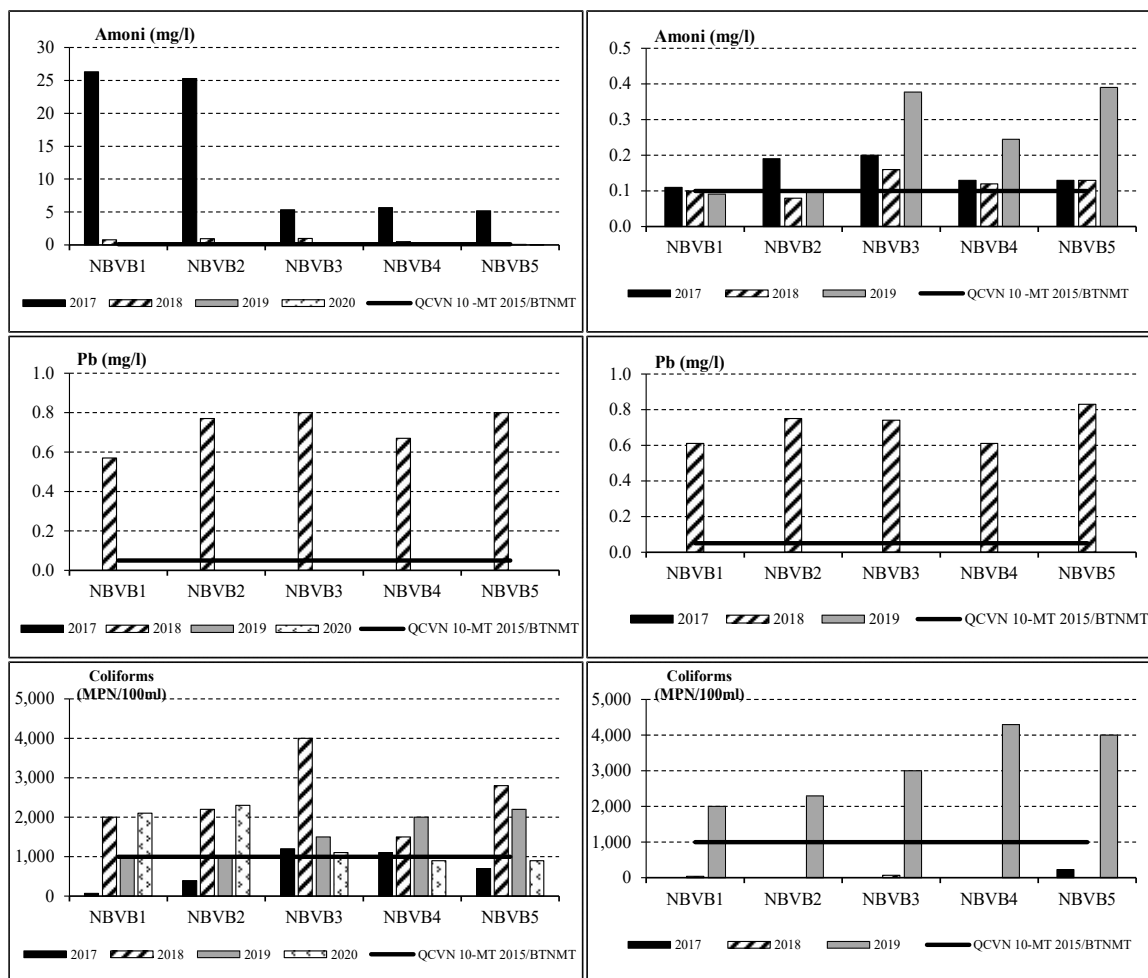 Amoni (mg/l)
30
25
20
15
10
5
0
NBVB1 NBVB2 NBVB3 NBVB4 NBVB5
2017 2018 2019 2020 QCVN 10 -MT 2015/BTNMT
Amoni (mg/l)
0.5
0.4
0.3
0.2
0.1
0.0
NBVB1 NBVB2 NBVB3 NBVB4 NBVB5
2017 2018 2019 QCVN 10 -MT 2015/BTNMT
Pb (mg/l)
1.0
0.8
0.6
0.4
0.2
0.0
NBVB1 NBVB2 NBVB3 NBVB4 NBVB5
2017 2018 2019 2020 QCVN 10-MT 2015/BTNMT
Pb (mg/l)
1.0
0.8
0.6
0.4
0.2
0.0
NBVB1 NBVB2 NBVB3 NBVB4 NBVB5
2017 2018 2019 QCVN 10-MT 2015/BTNMT
Coliforms
(MPN/100ml)
5,000
4,000
3,000
2,000
1,000
0
NBVB1 NBVB2 NBVB3 NBVB4 NBVB5
2017 2018 2019 2020 QCVN 10-MT 2015/BTNMT
Coliforms
(MPN/100ml)
5,000
4,000
3,000
2,000
1,000
0
NBVB1 NBVB2 NBVB3 NBVB4 NBVB5
2017 2018 2019 QCVN 10-MT 2015/BTNMT